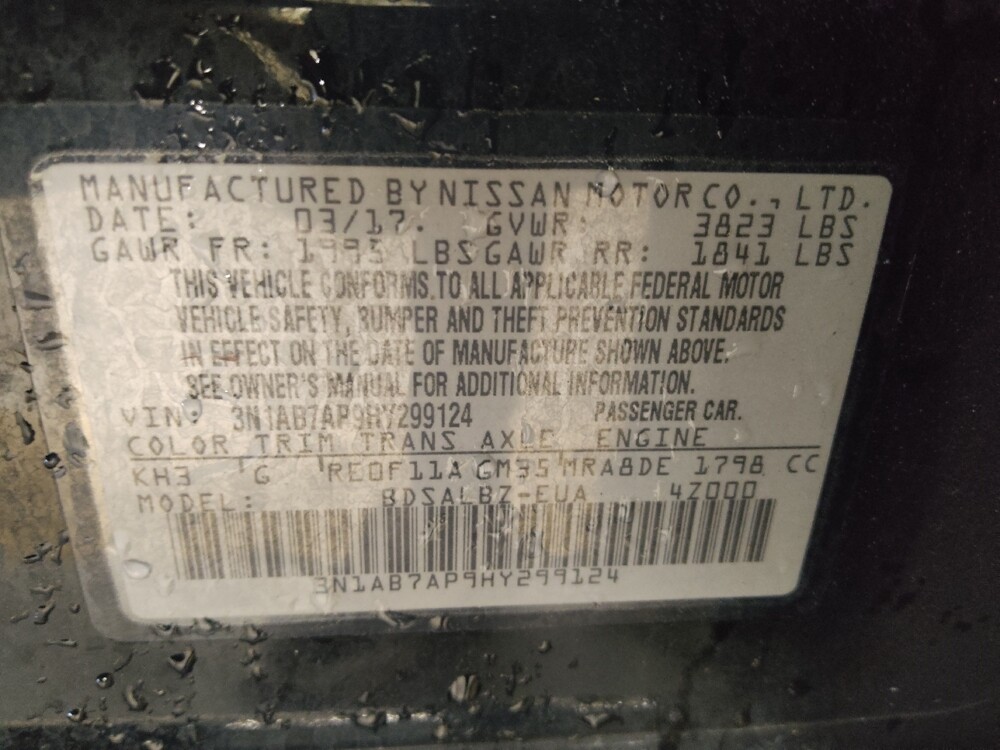 MANUFACTURED BY NISSAN MOTOR CO., LTD.
DATE: 03/17. GVWR: 3823 LBS
GAWR FR: 1995 LBS GAWR RR: 1841 LBS
THIS VEHICLE CONFORMS TO ALL APPLICABLE FEDERAL MOTOR
VEHICLE SAFETY, BUMPER AND THEFT PREVENTION STANDARDS
IN EFFECT ON THE DATE OF MANUFACTURE SHOWN ABOVE.
SEE OWNER'S MANUAL FOR ADDITIONAL INFORMATION.
VIN: 3N1AB7AP9HY299124 PASSENGER CAR.
COLOR TRIM TRANS AXLE ENGINE
KH3 G RE0F11A GM35 MRA8DE 1798 CC
MODEL: BDSALBZ-EUA 4Z000
3N1AB7AP9HY299124